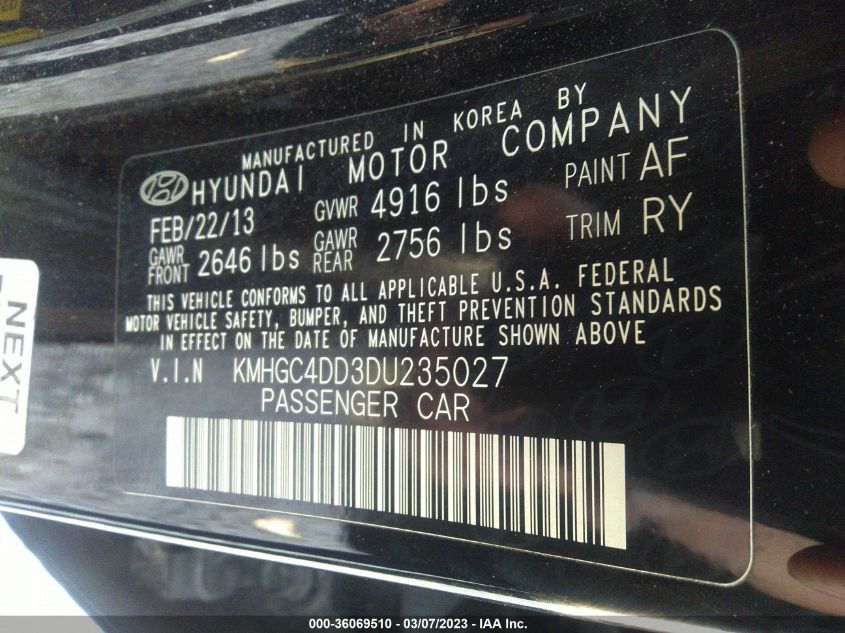 MANUFACTURED IN KOREA BY
HYUNDAI MOTOR COMPANY
FEB/22/13 GVWR 4916 lbs PAINT AF
GAWR FRONT 2646 lbs GAWR REAR 2756 lbs TRIM RY
THIS VEHICLE CONFORMS TO ALL APPLICABLE U.S.A. FEDERAL
MOTOR VEHICLE SAFETY, BUMPER, AND THEFT PREVENTION STANDARDS
IN EFFECT ON THE DATE OF MANUFACTURE SHOWN ABOVE
V.I.N KMHGC4DD3DU235027
PASSENGER CAR
NEXT
000-36069510 - 03/07/2023 - IAA Inc.